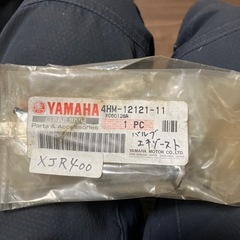 YAMAHA
4HM-12121-11
GENUINE
Parts & Accessories
1 PC
バルブ
エキゾースト
YAMAHA MOTOR CO., LTD.
XJR400